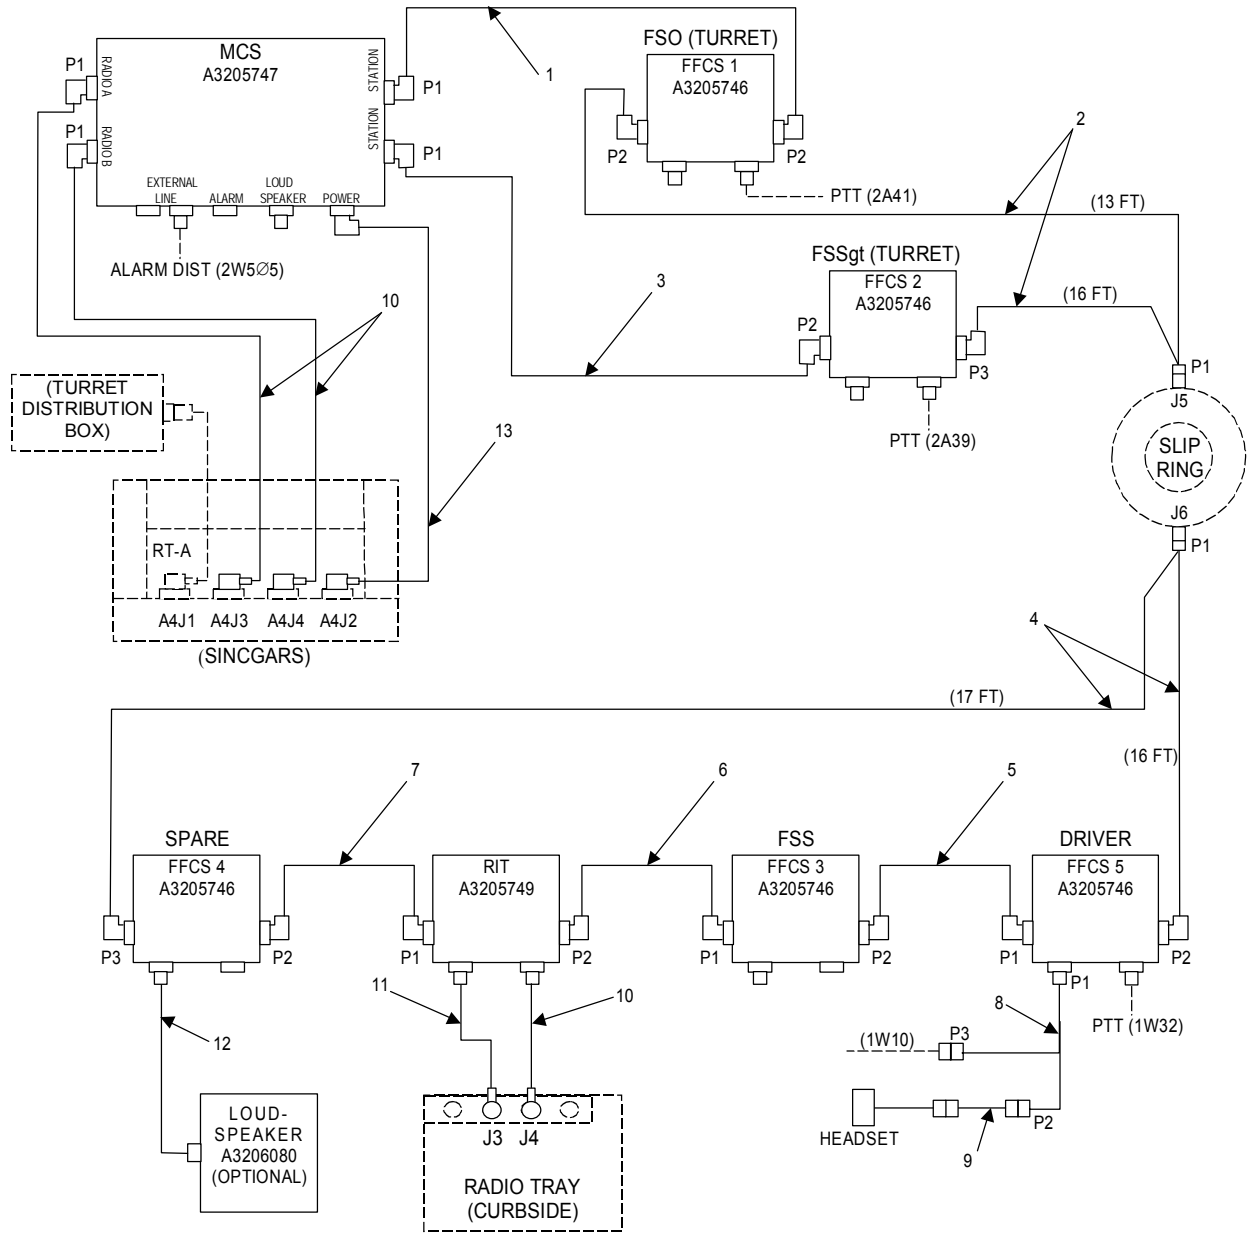 MCS
A3205747
P1
RADIO A
P1
RADIO B
STATION
P1
STATION
P1
EXTERNAL
LINE
ALARM
LOUD
SPEAKER
POWER
ALARM DIST (2W5Ø5)
1
FSO (TURRET)
FFCS 1
A3205746
P2
P2
PTT (2A41)
2
(13 FT)
FSSgt (TURRET)
FFCS 2
A3205746
P2
P3
(16 FT)
PTT (2A39)
3
10
13
P1
J5
SLIP
RING
J6
P1
(TURRET
DISTRIBUTION
BOX)
RT-A
A4J1
A4J3
A4J4
A4J2
(SINCGARS)
4
(17 FT)
(16 FT)
7
6
5
SPARE
FFCS 4
A3205746
P3
P2
RIT
A3205749
P1
P2
FSS
FFCS 3
A3205746
P1
P2
DRIVER
FFCS 5
A3205746
P1
P2
P1
12
11
10
8
PTT (1W32)
(1W10)
P3
P2
HEADSET
9
LOUD-
SPEAKER
A3206080
(OPTIONAL)
J3
J4
RADIO TRAY
(CURBSIDE)